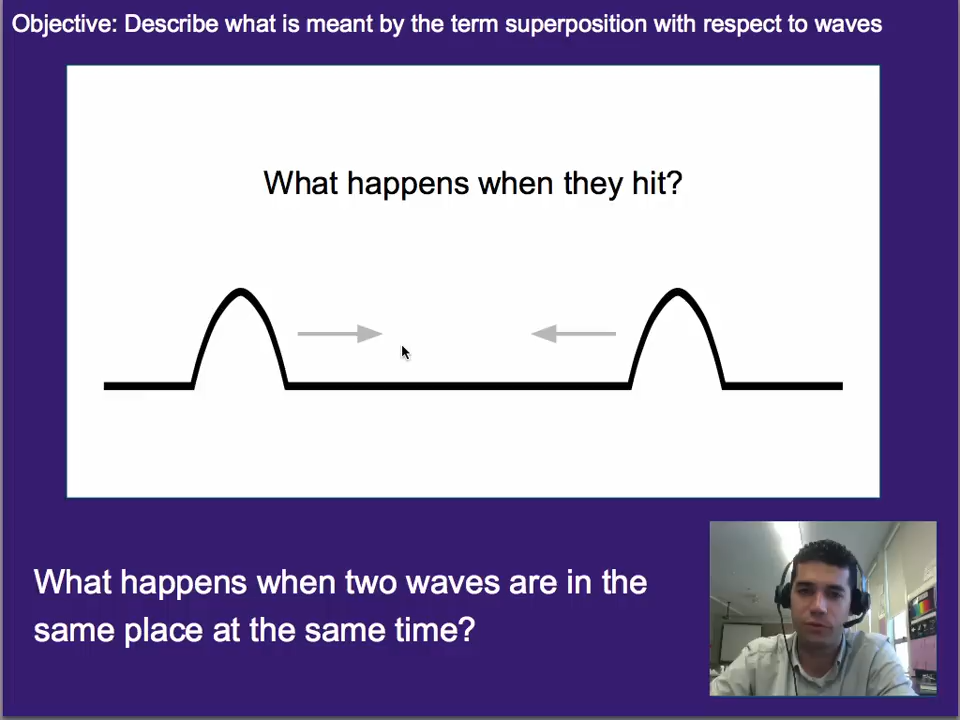 Objective: Describe what is meant by the term superposition with respect to waves
What happens when they hit?
What happens when two waves are in the
same place at the same time?